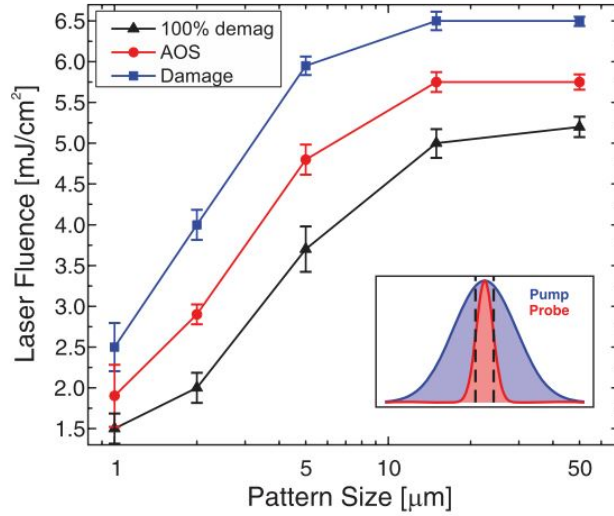 100% demag
AOS
Damage
6.5
6.0
5.5
5.0
4.5
4.0
3.5
3.0
2.5
2.0
1.5
Laser Fluence [mJ/cm²]
Pump
Probe
1
5
10
50
Pattern Size [μm]